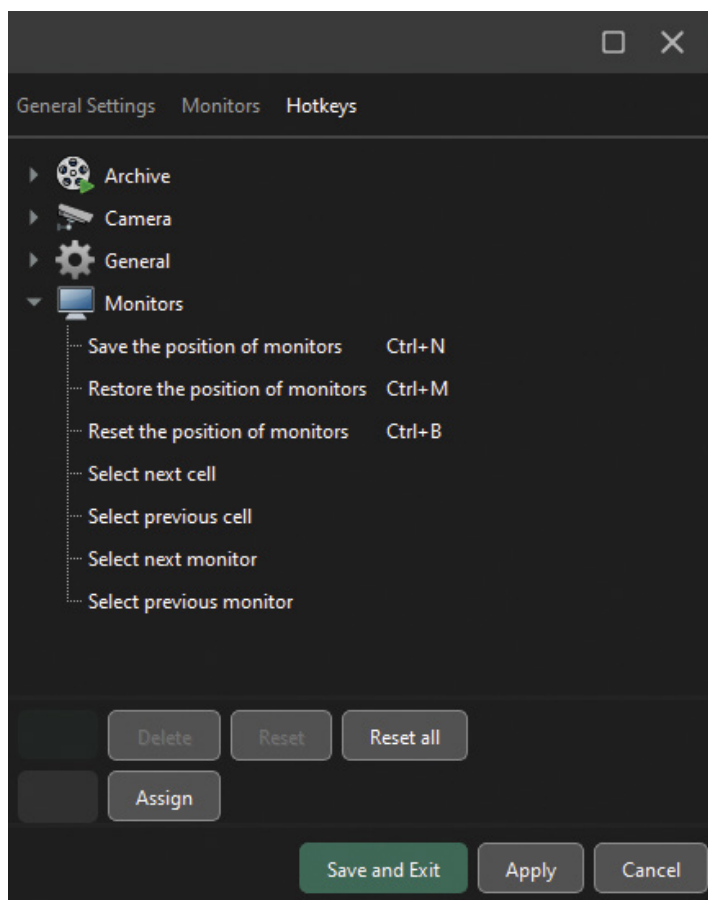 General Settings Monitors Hotkeys
Archive
Camera
General
Monitors
Save the position of monitors Ctrl+N
Restore the position of monitors Ctrl+M
Reset the position of monitors Ctrl+B
Select next cell
Select previous cell
Select next monitor
Select previous monitor
Delete Reset Reset all
Assign
Save and Exit Apply Cancel